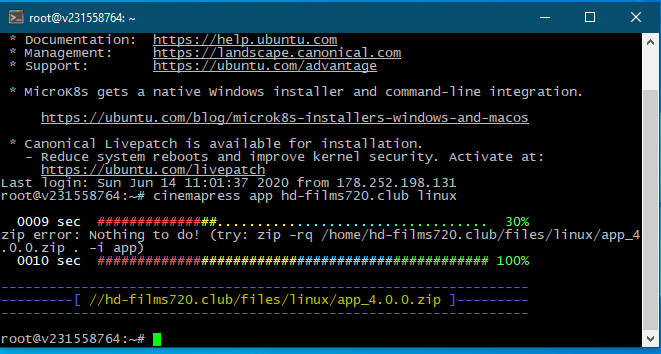 root@v231558764: ~
* Documentation:  https://help.ubuntu.com
* Management:     https://landscape.canonical.com
* Support:        https://ubuntu.com/advantage
* MicroK8s gets a native Windows installer and command-line integration.
https://ubuntu.com/blog/microk8s-installers-windows-and-macos
* Canonical Livepatch is available for installation.
- Reduce system reboots and improve kernel security. Activate at:
https://ubuntu.com/livepatch
Last login: Sun Jun 14 11:01:37 2020 from 178.252.198.131
root@v231558764:~# cinemapress app hd-films720.club linux
0009 sec  ###############..................................  30%
zip error: Nothing to do! (try: zip -rq /home/hd-films720.club/files/linux/app_4
.0.0.zip . -i app)
0010 sec  ################################################# 100%
------------------------------------------------------------------
---------[ //hd-films720.club/files/linux/app_4.0.0.zip ]---------
------------------------------------------------------------------
root@v231558764:~#